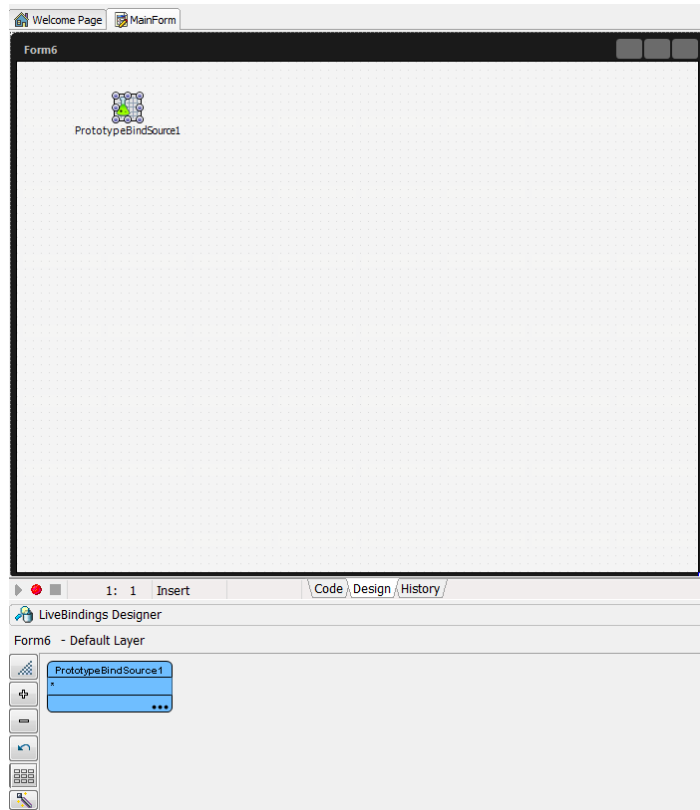 Welcome Page MainForm
Form6
PrototypeBindSource1
1: 1 Insert Code Design History
LiveBindings Designer
Form6 - Default Layer
PrototypeBindSource1
*
•••